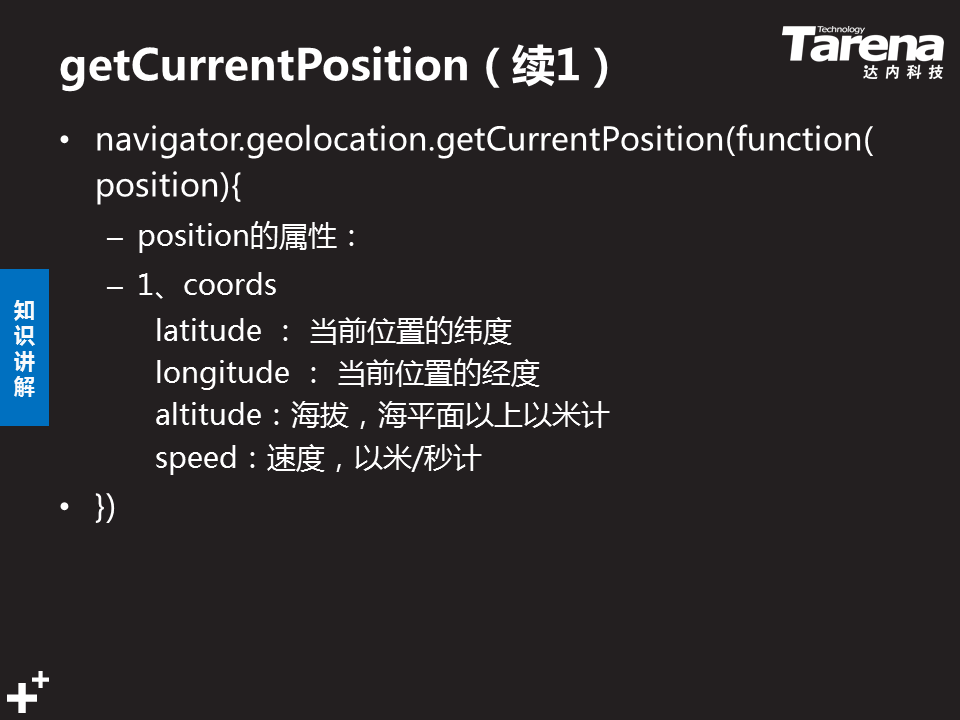 getCurrentPosition（续1）
Technology
Tarena
达内科技
• navigator.geolocation.getCurrentPosition(function(
position){
– position的属性：
– 1、coords
latitude ： 当前位置的纬度
longitude ： 当前位置的经度
altitude：海拔，海平面以上以米计
speed：速度，以米/秒计
• })
知
识
讲
解